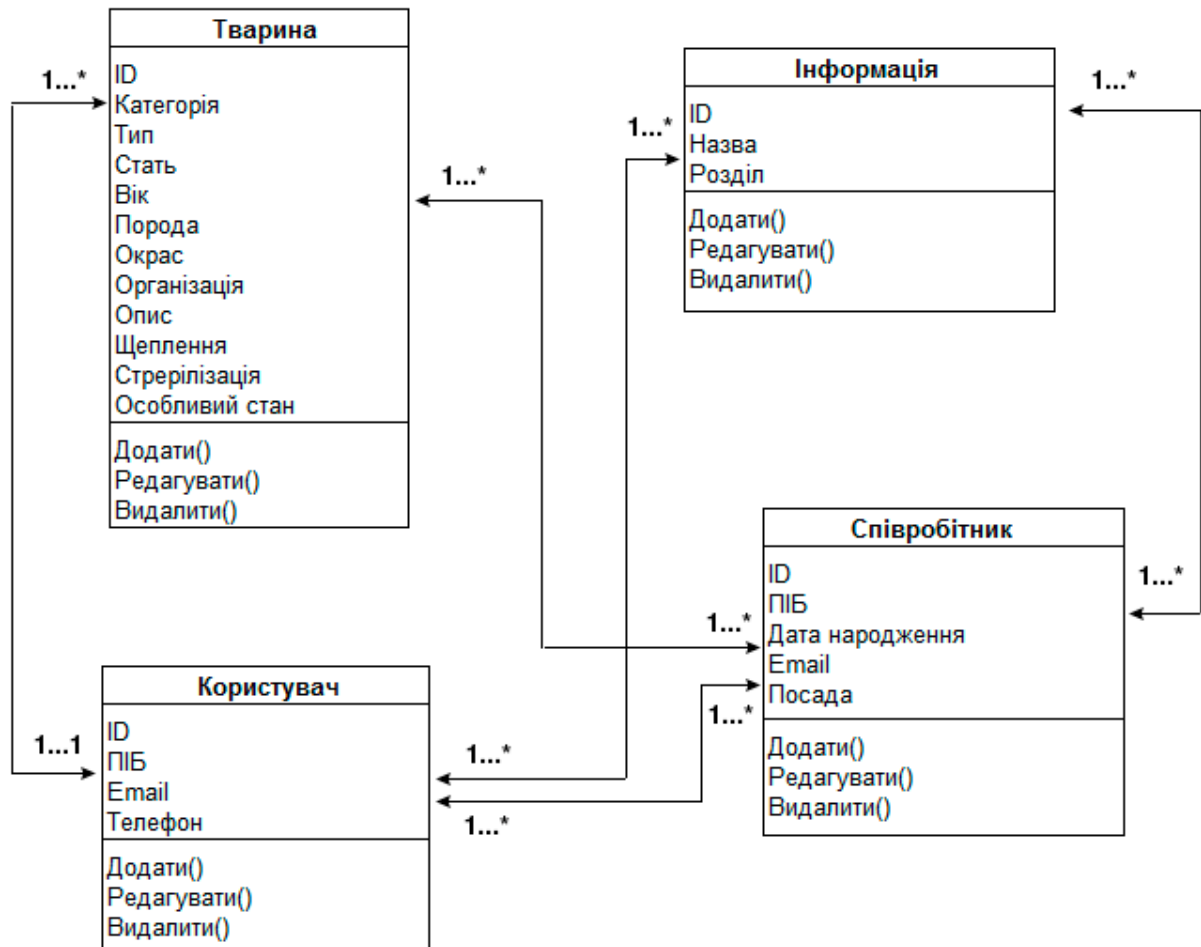 Тварина
ID
Категорія
Тип
Стать
Вік
Порода
Окрас
Організація
Опис
Щеплення
Стрерілізація
Особливий стан
Додати()
Редагувати()
Видалити()
1...*
1...*
Інформація
ID
Назва
Розділ
Додати()
Редагувати()
Видалити()
1...*
1...*
Співробітник
ID
ПІБ
Дата народження
Email
Посада
Додати()
Редагувати()
Видалити()
1...*
1...*
1...*
Користувач
ID
ПІБ
Email
Телефон
Додати()
Редагувати()
Видалити()
1...1
1...*
1...*